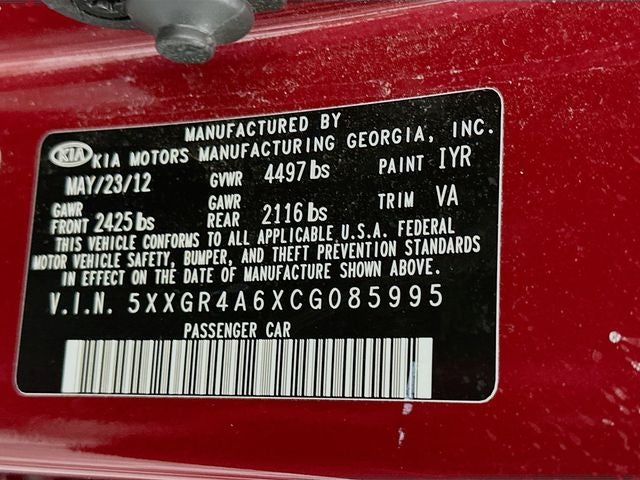 MANUFACTURED BY
KIA KIA MOTORS MANUFACTURING GEORGIA, INC.
MAY/23/12 GVWR 4497 lbs PAINT IYR
GAWR FRONT 2425 lbs GAWR REAR 2116 lbs TRIM VA
THIS VEHICLE CONFORMS TO ALL APPLICABLE U.S.A. FEDERAL
MOTOR VEHICLE SAFETY, BUMPER, AND THEFT PREVENTION STANDARDS
IN EFFECT ON THE DATE OF MANUFACTURE SHOWN ABOVE.
V.I.N. 5XXGR4A6XCG085995
PASSENGER CAR